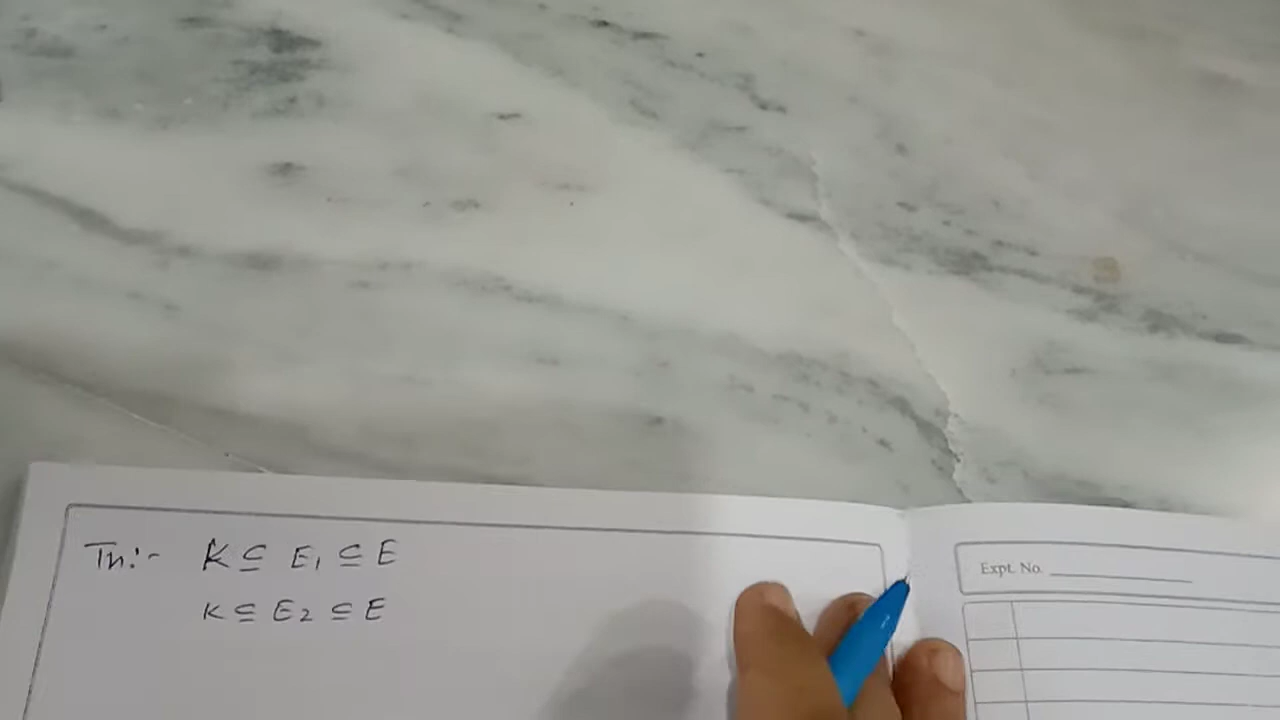 Th:- K ⊆ E₁ ⊆ E
K ⊆ E₂ ⊆ E
Expt. No.